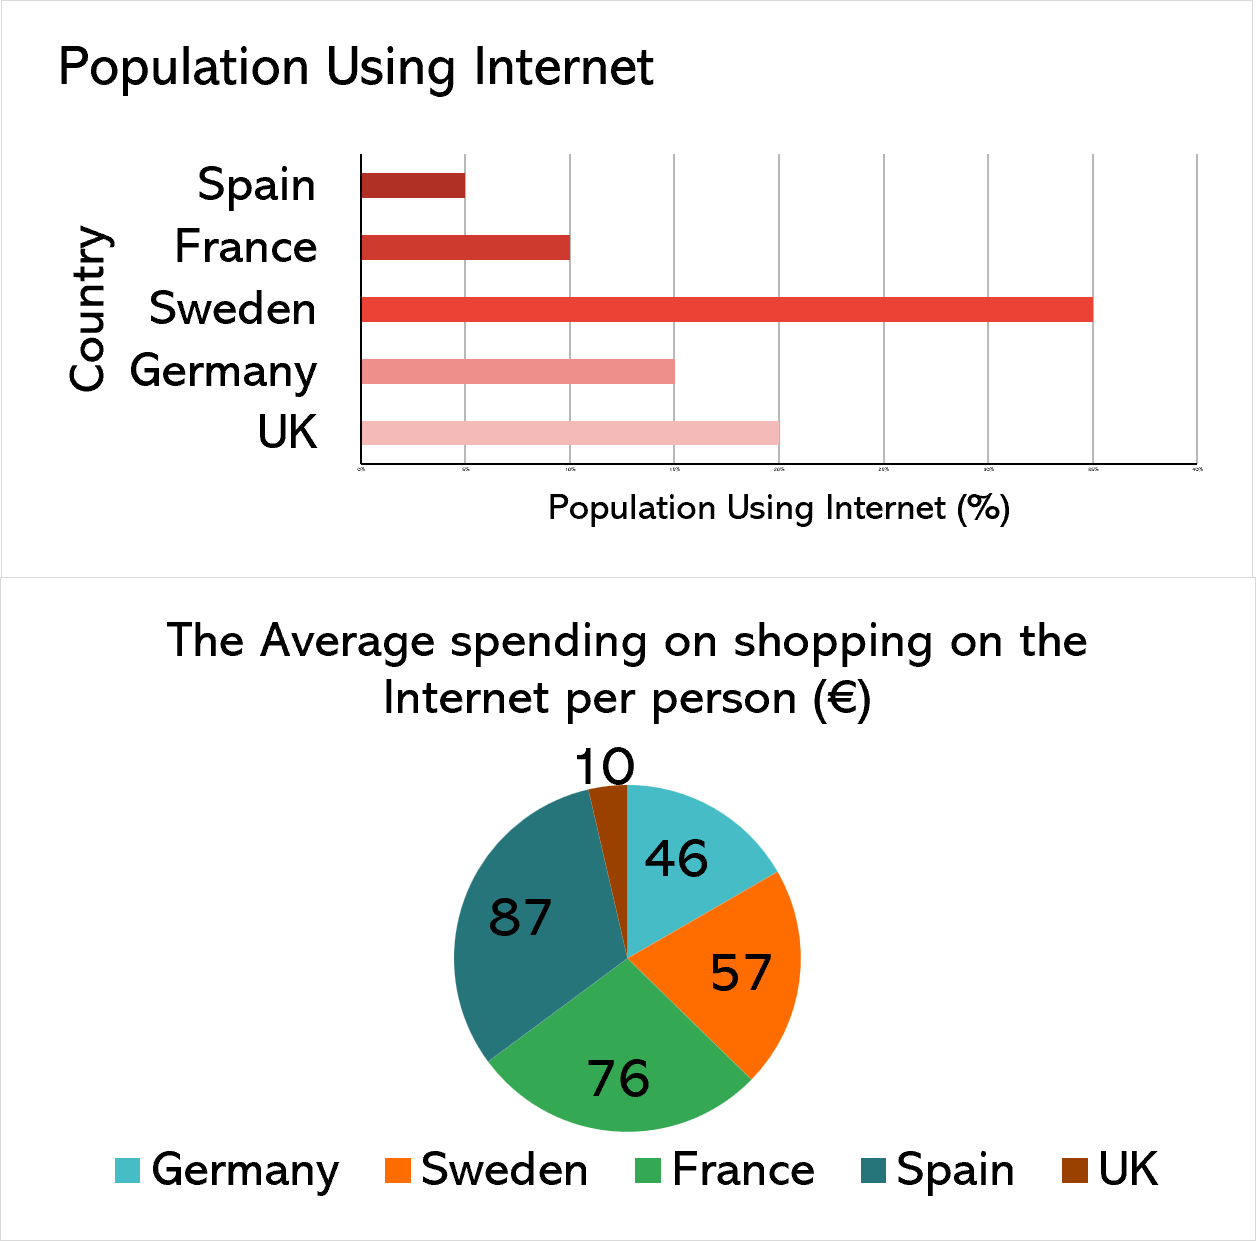 Population Using Internet
Country
Spain
France
Sweden
Germany
UK
0% 5% 10% 15% 20% 25% 30% 35% 40%
Population Using Internet (%)
The Average spending on shopping on the
Internet per person (€)
10
46
87
57
76
Germany Sweden France Spain UK